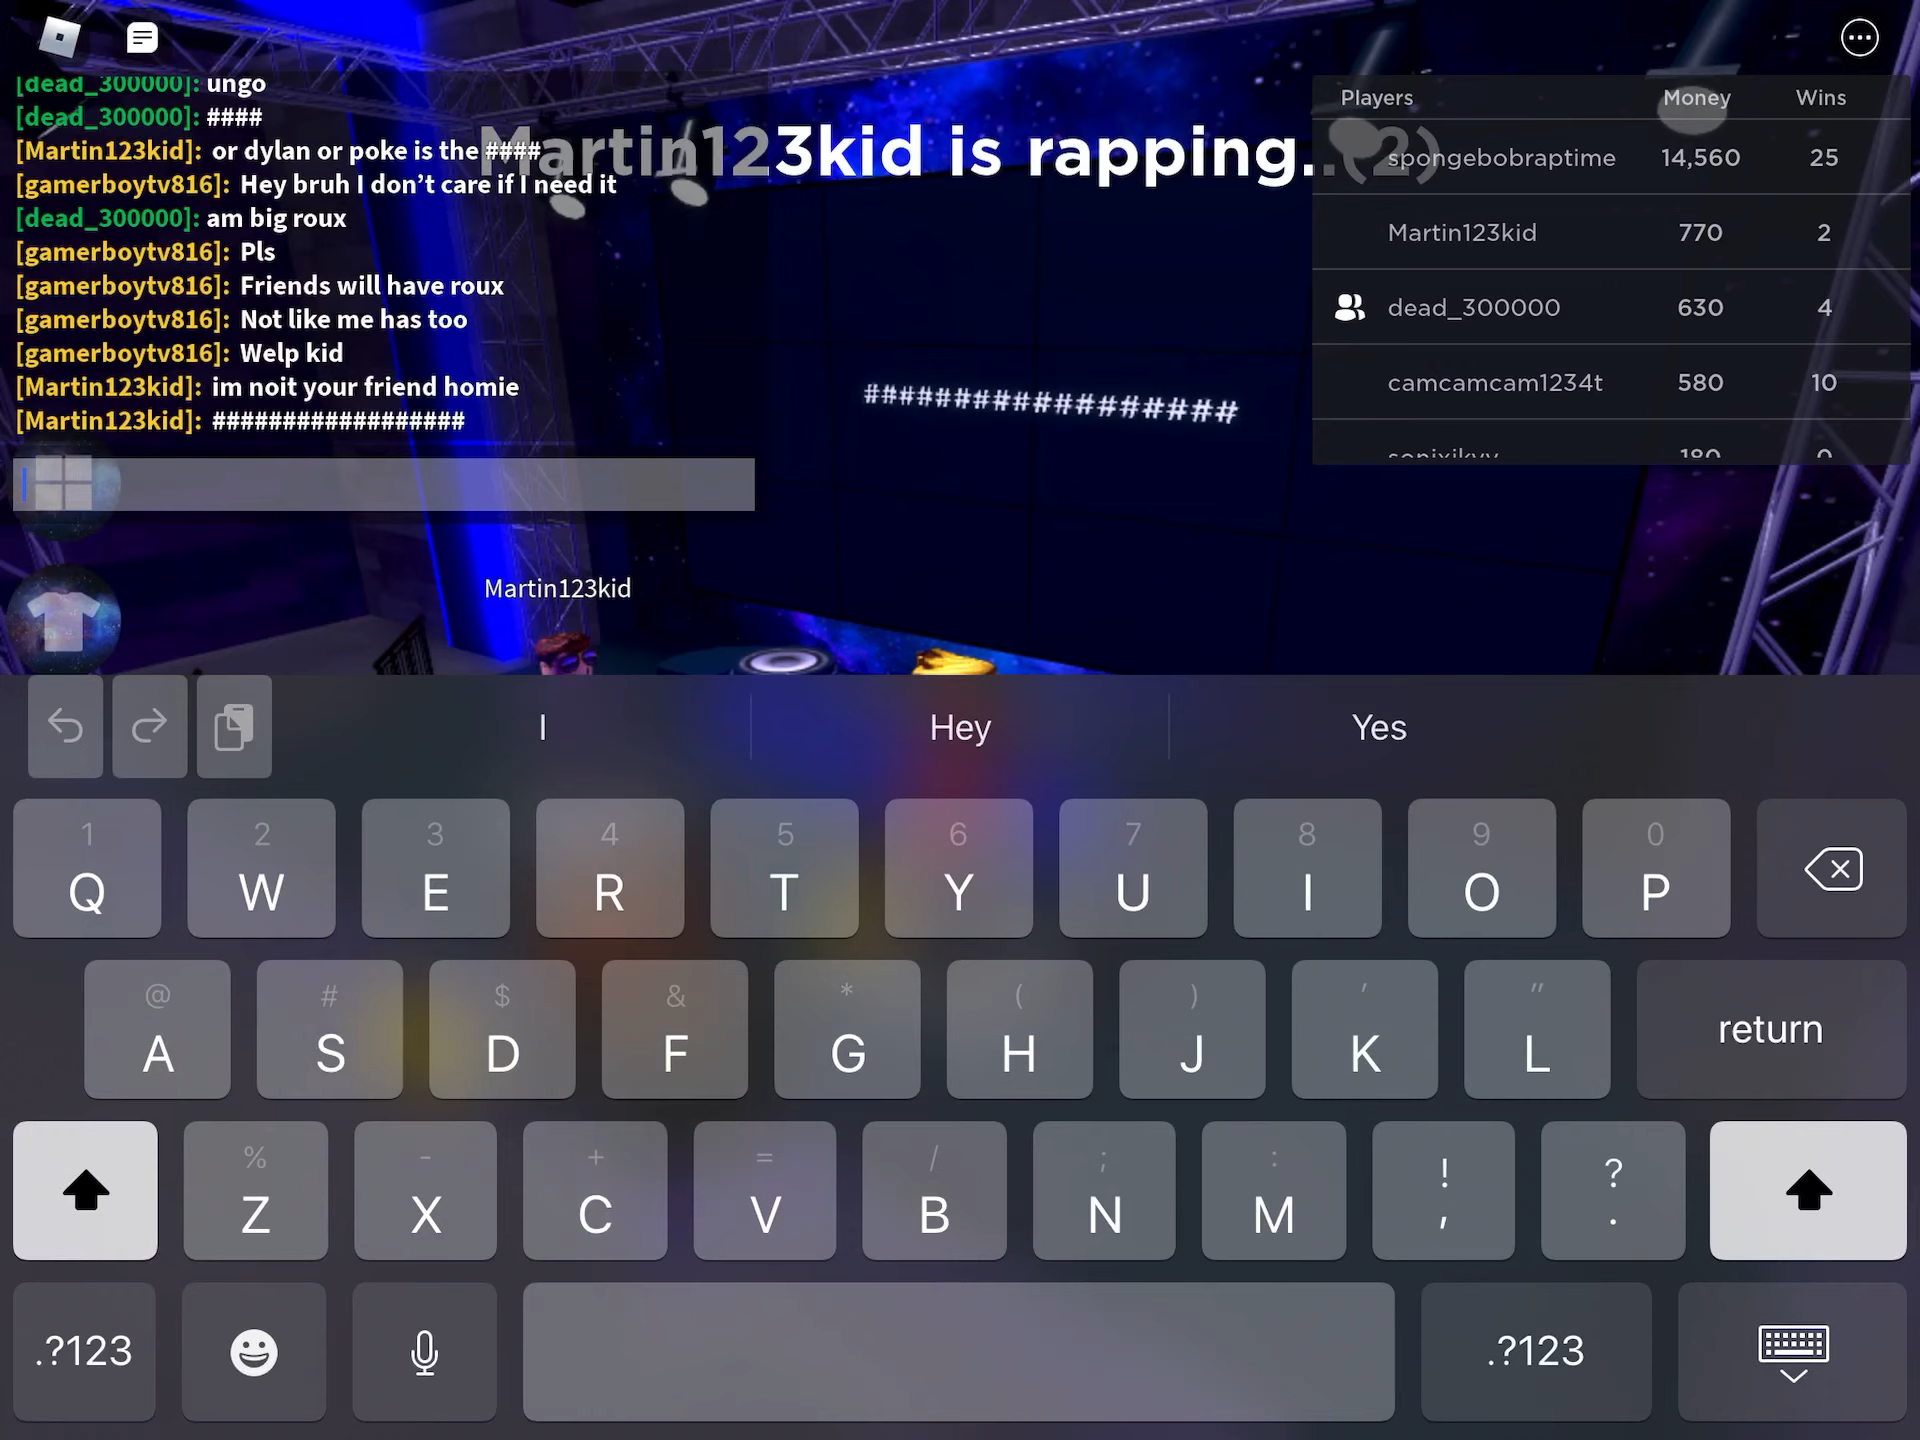 [dead_300000]: ungo
[dead_300000]: ####
[Martin123kid]: or dylan or poke is the ####
[gamerboytv816]: Hey bruh I don't care if I need it
[dead_300000]: am big roux
[gamerboytv816]: Pls
[gamerboytv816]: Friends will have roux
[gamerboytv816]: Not like me has too
[gamerboytv816]: Welp kid
[Martin123kid]: im noit your friend homie
[Martin123kid]: ##################
Martin123kid is rapping...(2)
Players Money Wins
spongebobraptime 14,560 25
Martin123kid 770 2
dead_300000 630 4
camcamcam1234t 580 10
180 0
##################
Martin123kid
I Hey Yes
1 2 3 4 5 6 7 8 9 0
Q W E R T Y U I O P
@ # $ & * ( ) ' "
A S D F G H J K L return
% - + = / ; : ! ?
Z X C V B N M , .
.?123 .?123